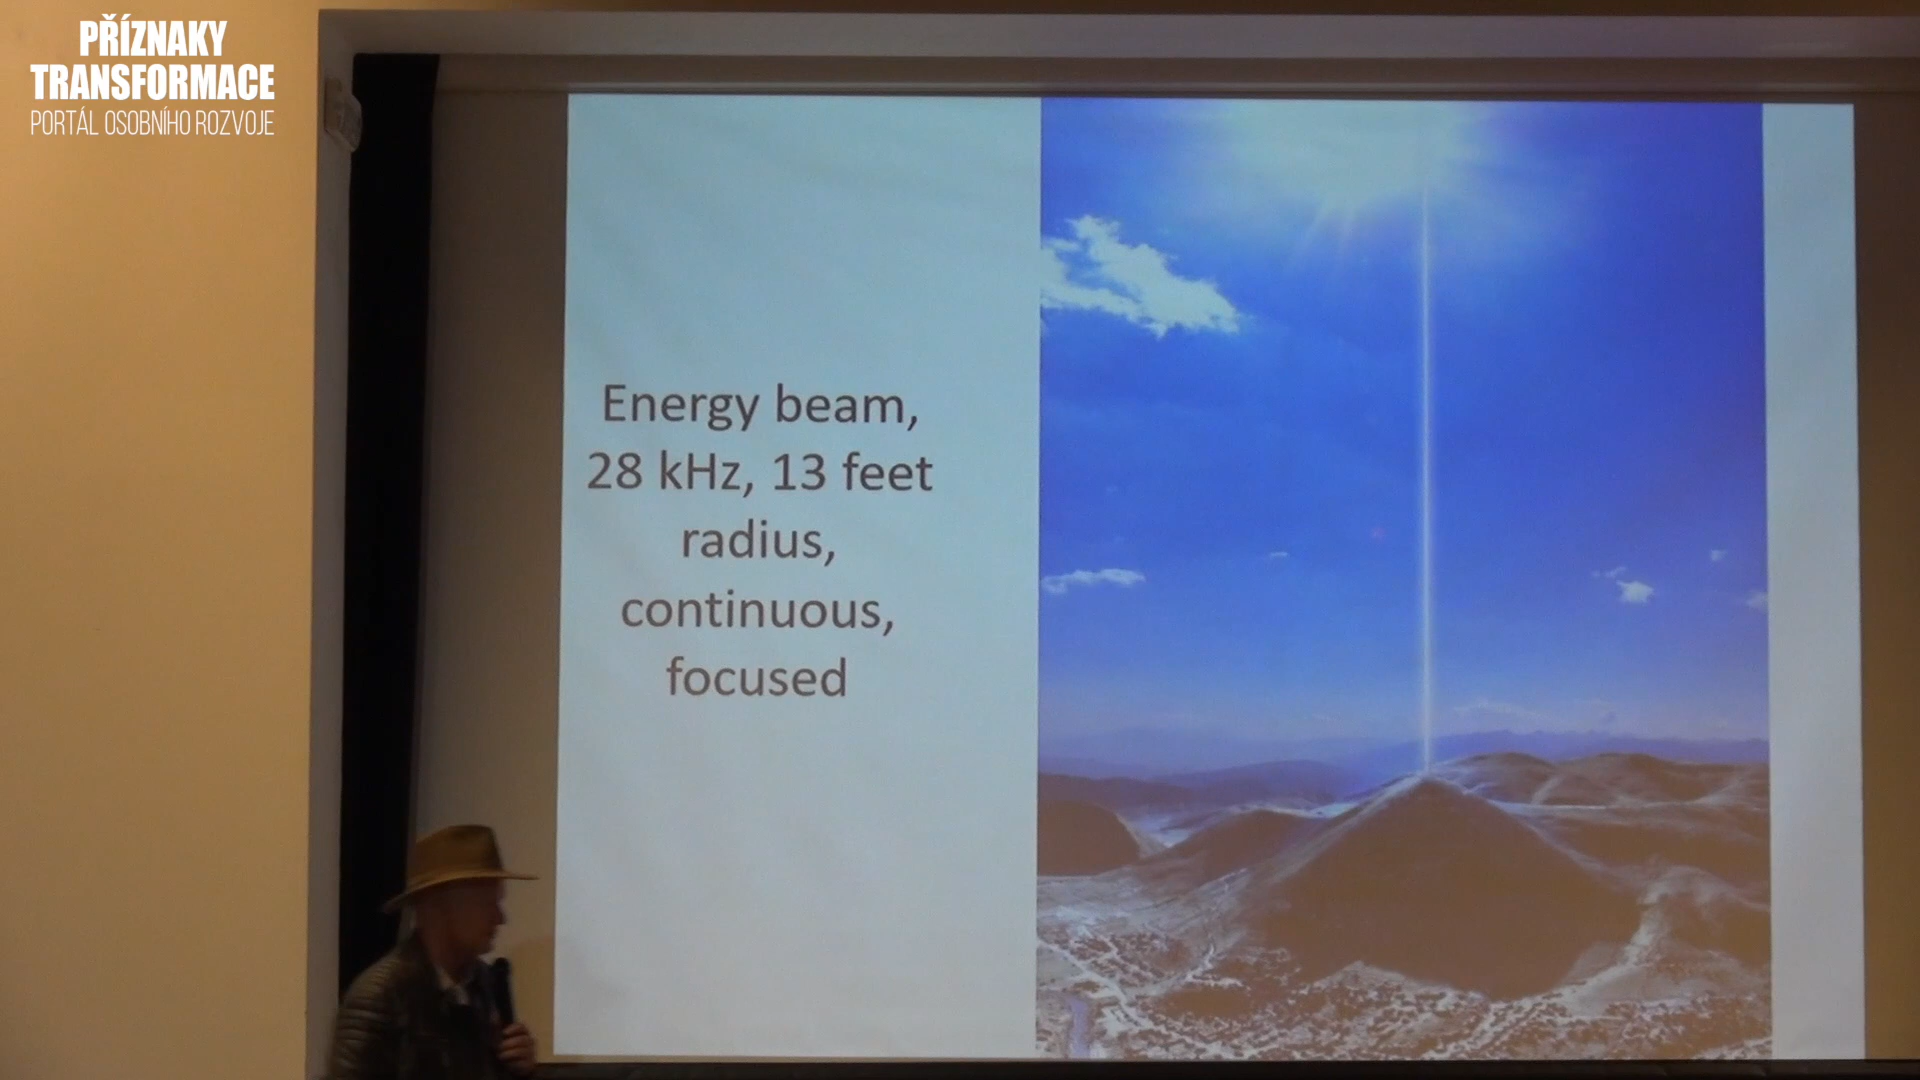 PŘÍZNAKY
TRANSFORMACE
PORTÁL OSOBNÍHO ROZVOJE
Energy beam,
28 kHz, 13 feet
radius,
continuous,
focused